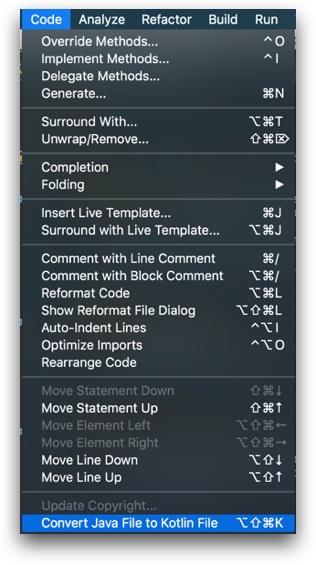 Code Analyze Refactor Build Run
Override Methods... ^O
Implement Methods... ^I
Delegate Methods...
Generate... ⌘N
Surround With... ⌥⌘T
Unwrap/Remove... ⇧⌘⌦
Completion ▶
Folding ▶
Insert Live Template... ⌘J
Surround with Live Template... ⌥⌘J
Comment with Line Comment ⌘/
Comment with Block Comment ⌥⌘/
Reformat Code ⌥⌘L
Show Reformat File Dialog ⌥⇧⌘L
Auto-Indent Lines ^⌥I
Optimize Imports ^⌥O
Rearrange Code
Move Statement Down ⇧⌘↓
Move Statement Up ⇧⌘↑
Move Element Left ⌥⇧⌘←
Move Element Right ⌥⇧⌘→
Move Line Down ⌥⇧↓
Move Line Up ⌥⇧↑
Update Copyright...
Convert Java File to Kotlin File ⌥⇧⌘K